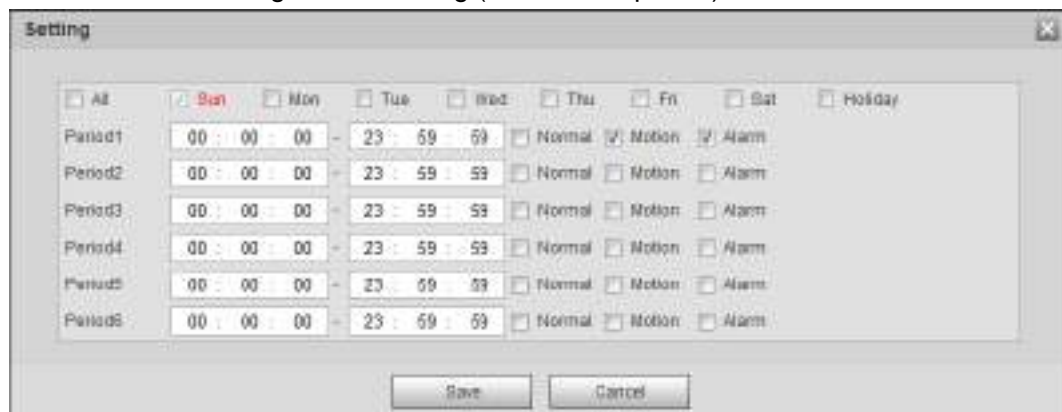 Setting
All Sun Mon Tue Wed Thu Fri Sat Holiday
Period1 00 : 00 : 00 - 23 : 59 : 59 Normal Motion Alarm
Period2 00 : 00 : 00 - 23 : 59 : 59 Normal Motion Alarm
Period3 00 : 00 : 00 - 23 : 59 : 59 Normal Motion Alarm
Period4 00 : 00 : 00 - 23 : 59 : 59 Normal Motion Alarm
Period5 00 : 00 : 00 - 23 : 59 : 59 Normal Motion Alarm
Period6 00 : 00 : 00 - 23 : 59 : 59 Normal Motion Alarm
Save Cancel